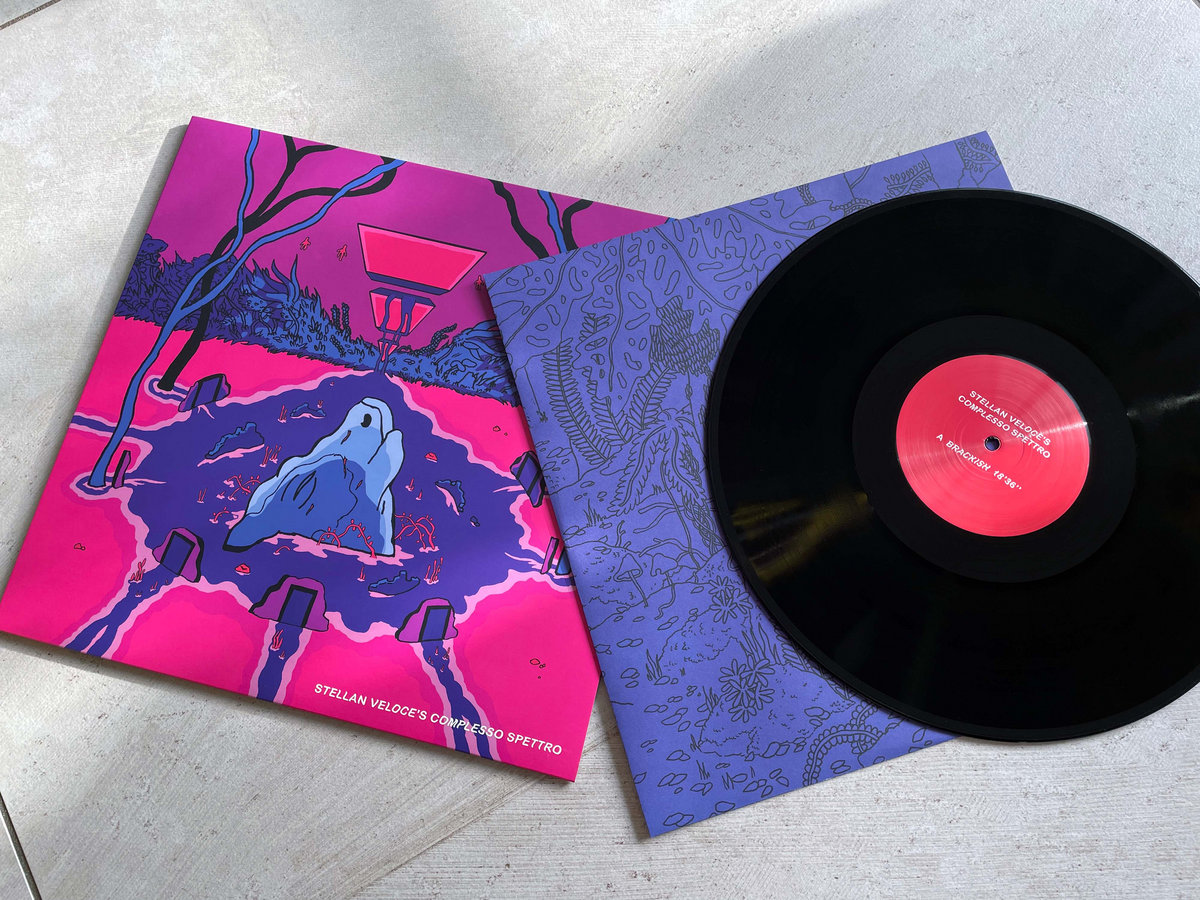 STELLAN VELOCE'S COMPLESSO SPETTRO
STELLAN VELOCE'S
COMPLESSO SPETTRO
A BRACKISH 18'36''